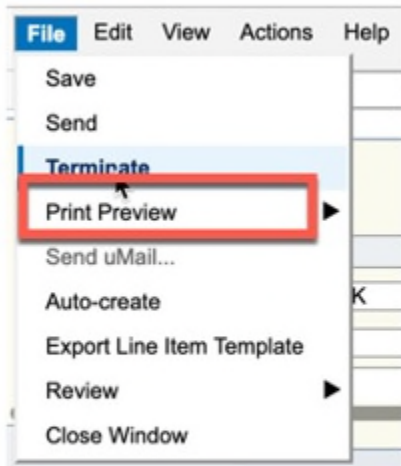 File Edit View Actions Help
Save
Send
Terminate
Print Preview
Send uMail...
Auto-create
K
Export Line Item Template
Review
Close Window